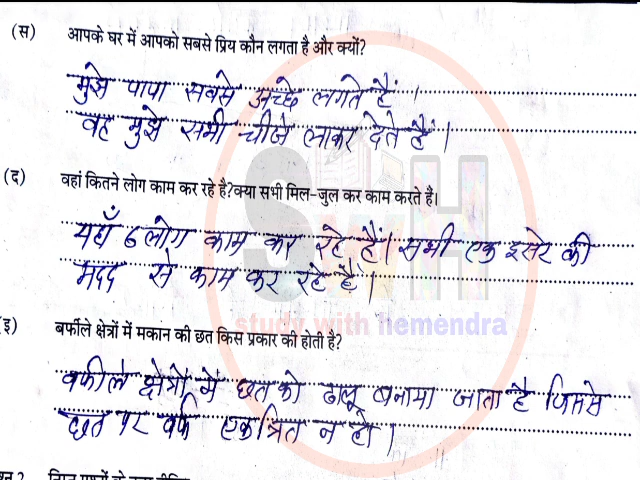 (स) आपके घर में आपको सबसे प्रिय कौन लगता है और क्यों?
मुझे पापा सबसे अच्छे लगते हैं ।
वह मुझे सभी चीजे लाकर देते हैं ।
(द) वहां कितने लोग काम कर रहे है?क्या सभी मिल-जुल कर काम करते हैं।
यहाँ 6 लोग काम कर रहे हैं। सभी एक दूसरे की
मदद से काम कर रहे हैं ।
(इ) बर्फीले क्षेत्रों में मकान की छत किस प्रकार की होती है?
बर्फीले क्षेत्रों में छत को ढालू बनाया जाता है जिससे
छत पर बर्फ एकत्रित न हो ।
SWH
study with hemendra